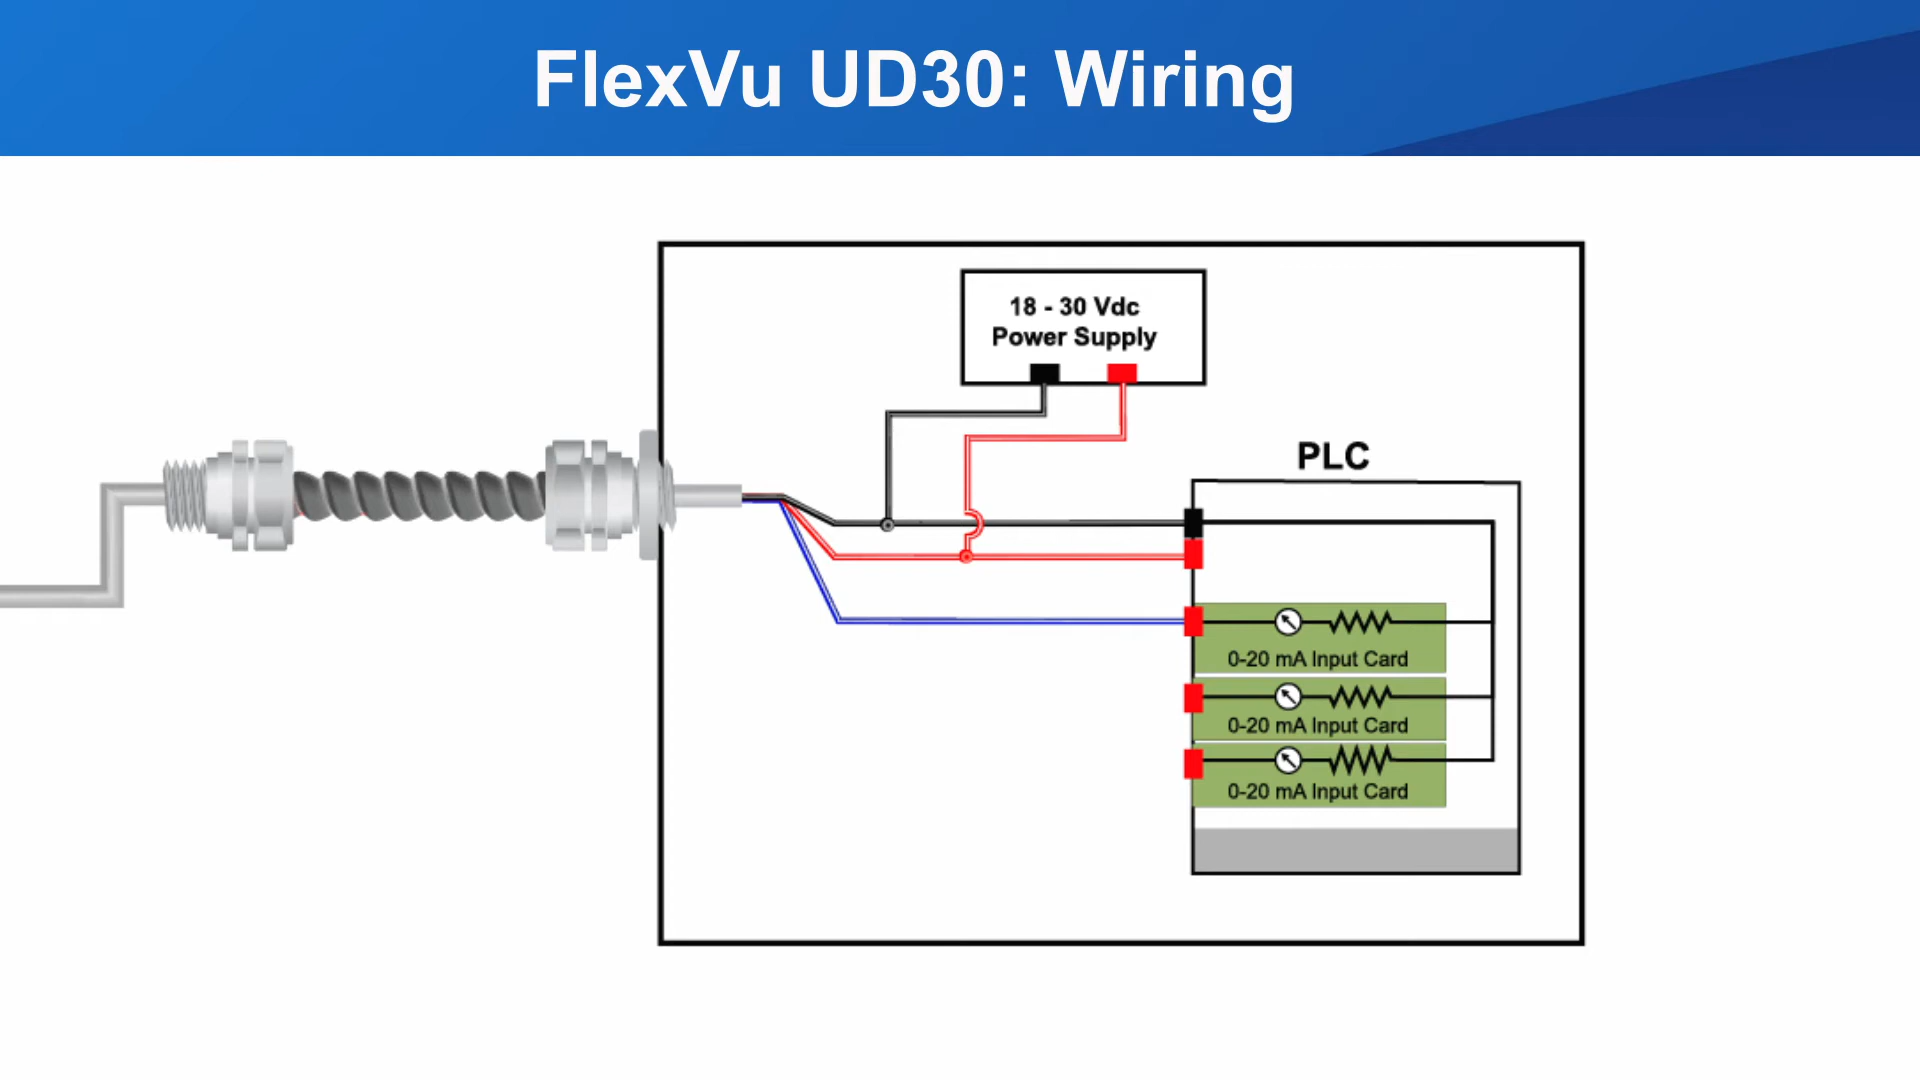 FlexVu UD30: Wiring
18 - 30 Vdc
Power Supply
PLC
0-20 mA Input Card
0-20 mA Input Card
0-20 mA Input Card